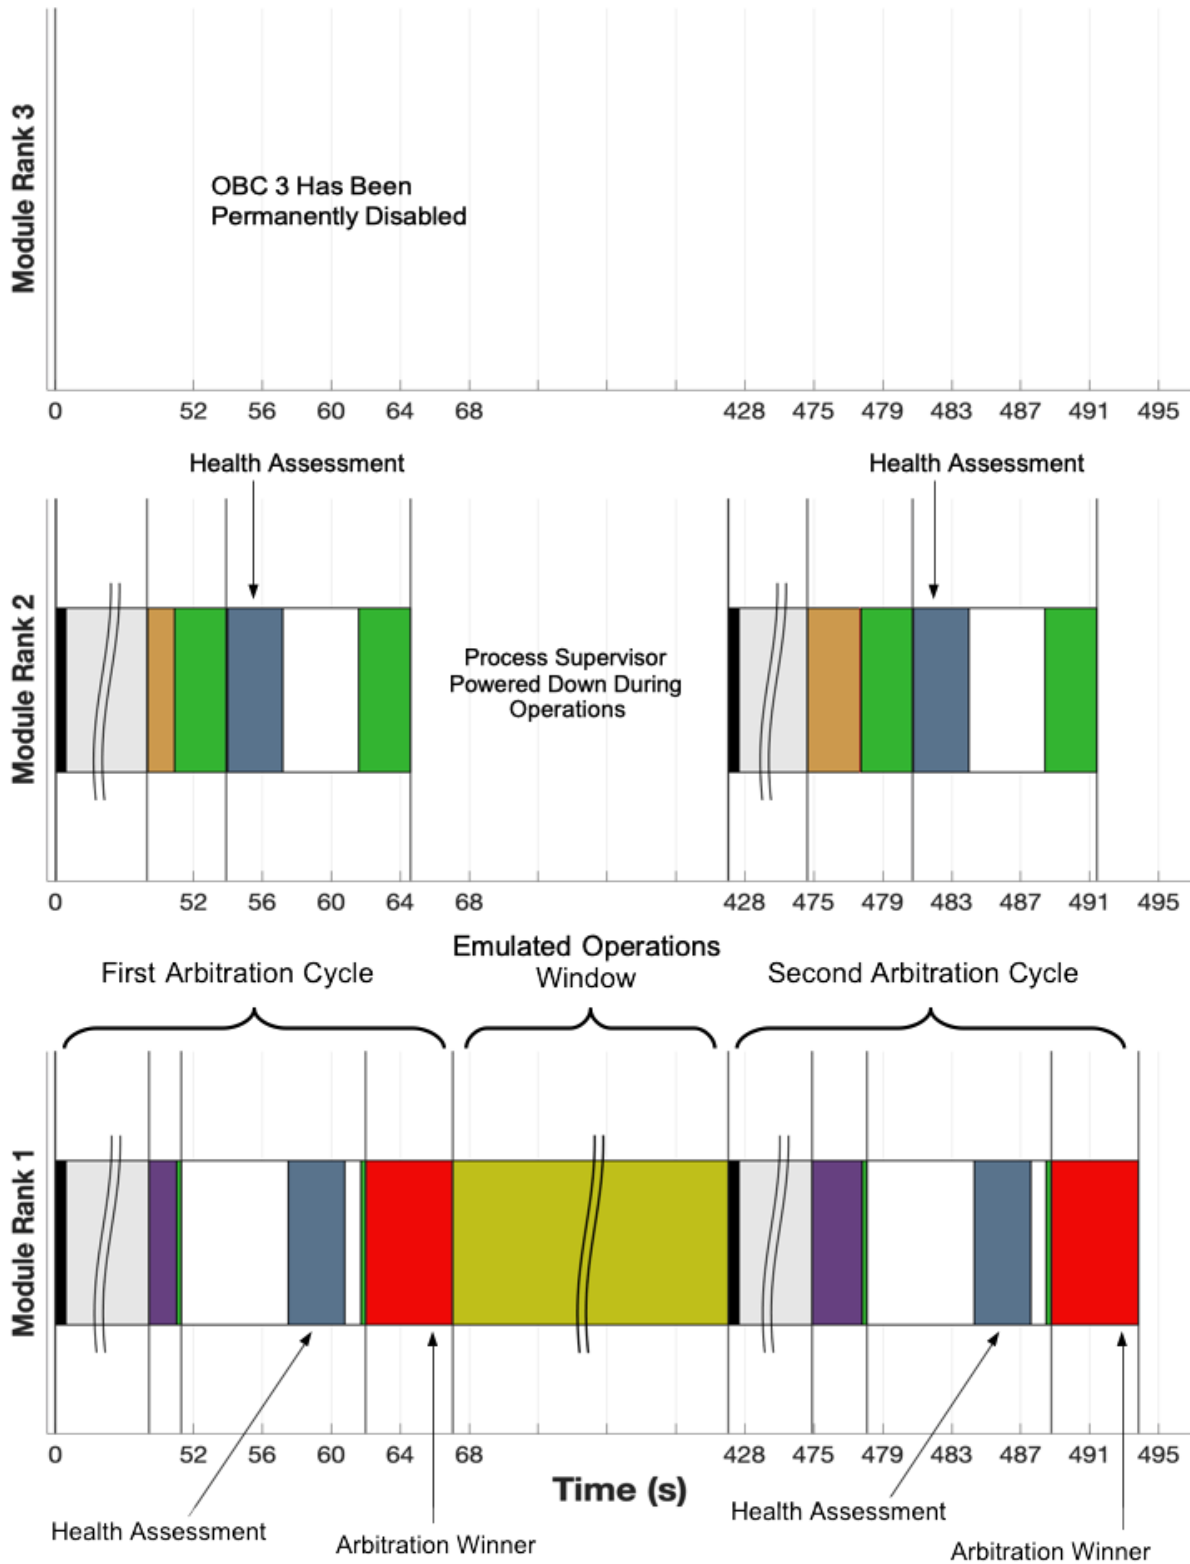 Module Rank 3
OBC 3 Has Been
Permanently Disabled
0 52 56 60 64 68 428 475 479 483 487 491 495
Health Assessment Health Assessment
Module Rank 2
Process Supervisor
Powered Down During
Operations
0 52 56 60 64 68 428 475 479 483 487 491 495
First Arbitration Cycle
Emulated Operations
Window
Second Arbitration Cycle
Module Rank 1
0 52 56 60 64 68 428 475 479 483 487 491 495
Time (s)
Health Assessment
Arbitration Winner
Health Assessment
Arbitration Winner